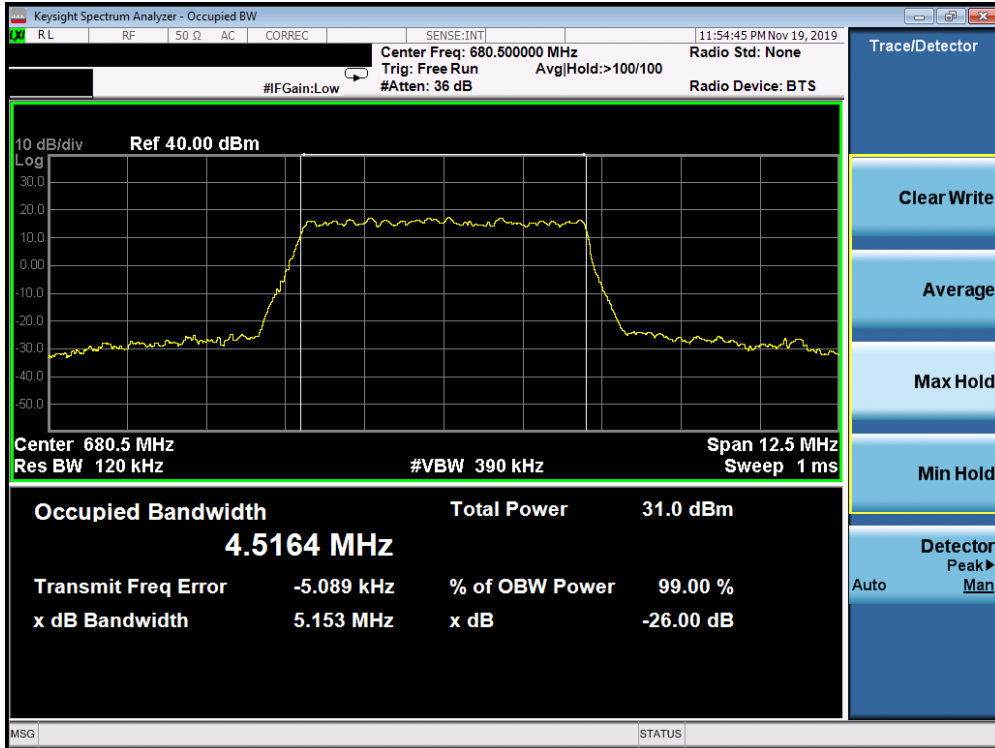 Keysight Spectrum Analyzer - Occupied BW
LXI RL RF 50 Ω AC CORREC SENSE:INT 11:54:45 PM Nov 19, 2019
Center Freq: 680.500000 MHz Radio Std: None
Trig: Free Run Avg|Hold:>100/100
#IFGain:Low #Atten: 36 dB Radio Device: BTS
Trace/Detector
10 dB/div Ref 40.00 dBm
Log
30.0
20.0
10.0
0.00
-10.0
-20.0
-30.0
-40.0
-50.0
Center 680.5 MHz Span 12.5 MHz
Res BW 120 kHz #VBW 390 kHz Sweep 1 ms
Occupied Bandwidth Total Power 31.0 dBm
4.5164 MHz
Transmit Freq Error -5.089 kHz % of OBW Power 99.00 %
x dB Bandwidth 5.153 MHz x dB -26.00 dB
Clear Write
Average
Max Hold
Min Hold
Detector
Peak▶
Auto Man
MSG STATUS